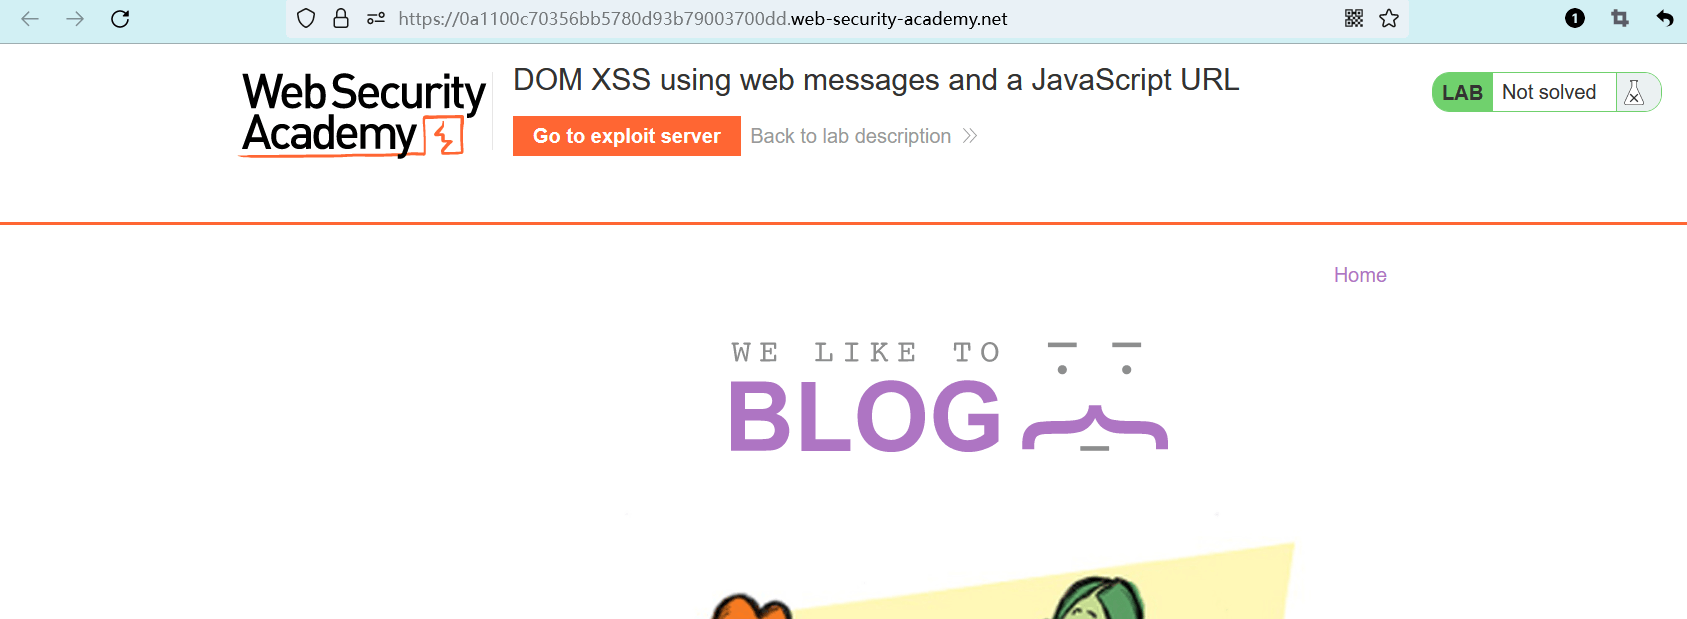 https://0a1100c70356bb5780d93b79003700dd.web-security-academy.net
1
Web Security
Academy
DOM XSS using web messages and a JavaScript URL
Go to exploit server
Back to lab description
LAB Not solved
Home
WE LIKE TO
BLOG